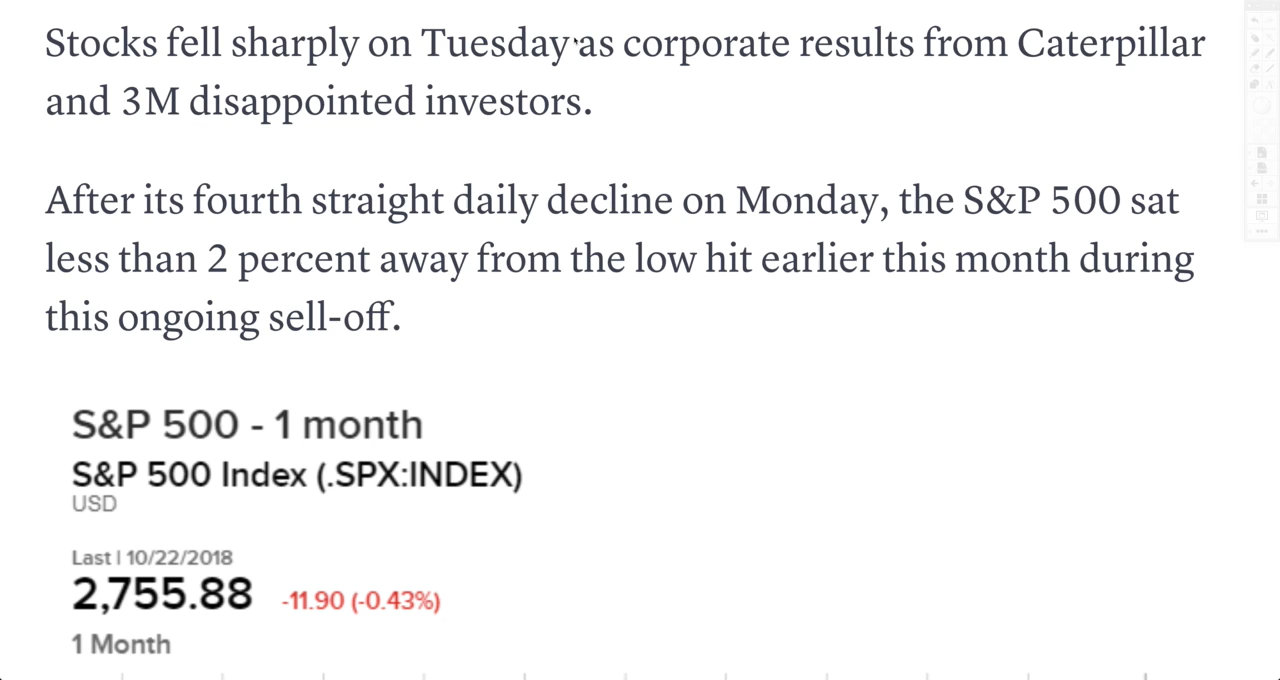 Stocks fell sharply on Tuesday as corporate results from Caterpillar
and 3M disappointed investors.
After its fourth straight daily decline on Monday, the S&P 500 sat
less than 2 percent away from the low hit earlier this month during
this ongoing sell-off.
S&P 500 - 1 month
S&P 500 Index (.SPX:INDEX)
USD
Last | 10/22/2018
2,755.88 -11.90 (-0.43%)
1 Month